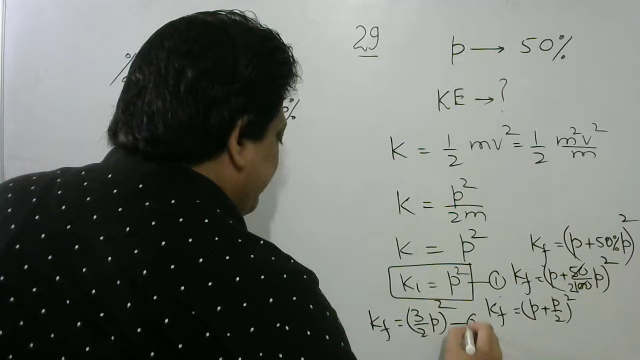 29
p → 50%
KE → ?
K = 1/2 mv² = 1/2 m²v²/m
K = p²/2m
K = p²
K_f = (p + 50% p)²
K₁ = p² — ①
K_f = (p + 50/100 p)²
K_f = (3/2 p)² —
K_f = (p + p/2)²
%
%